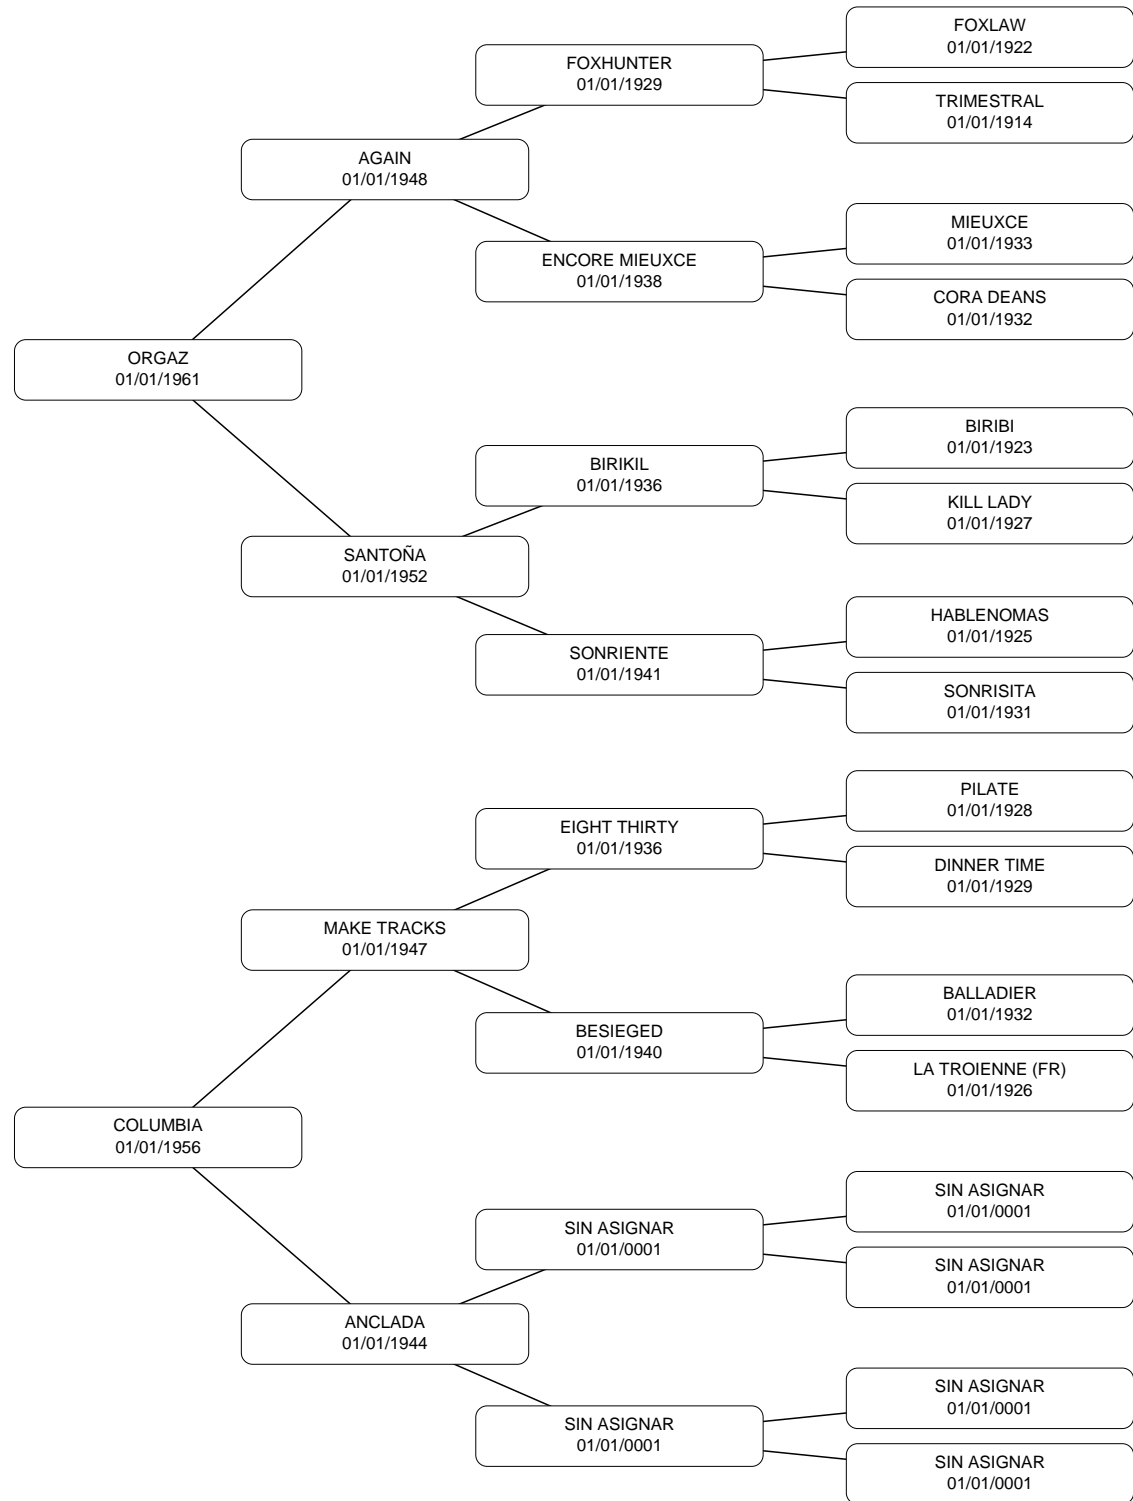 FOXLAW
01/01/1922
FOXHUNTER
01/01/1929
TRIMESTRAL
01/01/1914
AGAIN
01/01/1948
MIEUXCE
01/01/1933
ENCORE MIEUXCE
01/01/1938
CORA DEANS
01/01/1932
ORGAZ
01/01/1961
BIRIBI
01/01/1923
BIRIKIL
01/01/1936
KILL LADY
01/01/1927
SANTOÑA
01/01/1952
HABLENOMAS
01/01/1925
SONRIENTE
01/01/1941
SONRISITA
01/01/1931
PILATE
01/01/1928
EIGHT THIRTY
01/01/1936
DINNER TIME
01/01/1929
MAKE TRACKS
01/01/1947
BALLADIER
01/01/1932
BESIEGED
01/01/1940
LA TROIENNE (FR)
01/01/1926
COLUMBIA
01/01/1956
SIN ASIGNAR
01/01/0001
SIN ASIGNAR
01/01/0001
SIN ASIGNAR
01/01/0001
ANCLADA
01/01/1944
SIN ASIGNAR
01/01/0001
SIN ASIGNAR
01/01/0001
SIN ASIGNAR
01/01/0001